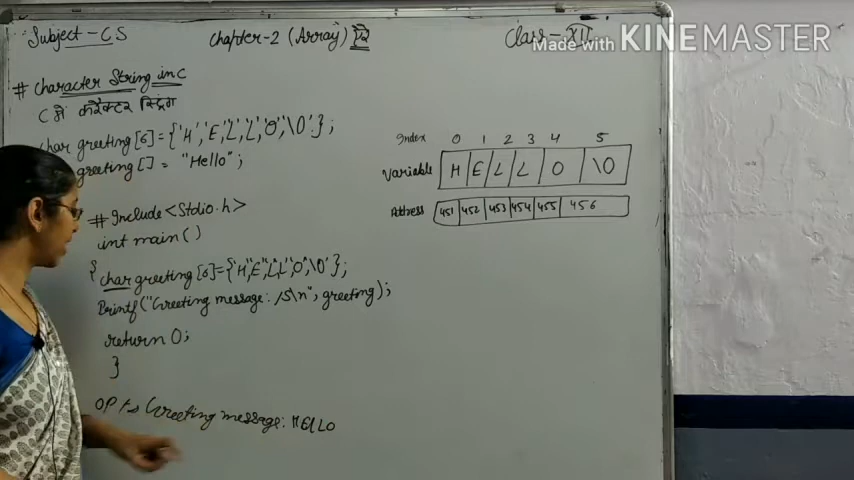 Subject - CS
Chapter-2 (Array) ऐरे
Class - XII
Made with KINEMASTER
# Character String in C
C में करैक्टर स्ट्रिंग
char greeting [6] = {'H','E','L','L','O','\0'};
greeting [] = "Hello";
Index 0 1 2 3 4 5
Variable H E L L O \0
Address 451 452 453 454 455 456
# Include <Stdio.h>
int main ()
{ char greeting [6] = {'H','E','L','L','O','\0'};
Printf ("Greeting message: /S\n", greeting);
return 0;
}
Greeting message: HELLO